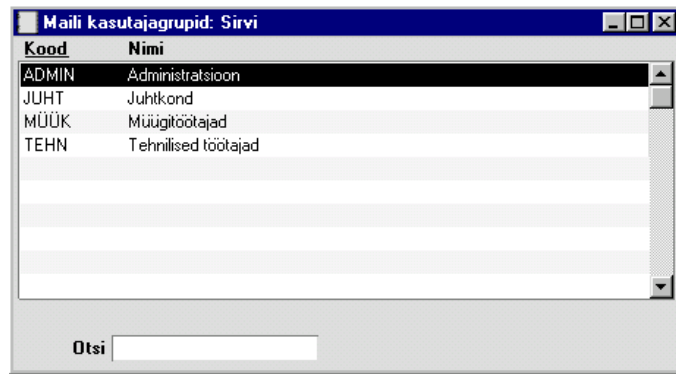 Maili kasutajagrupid: Sirvi
Kood Nimi
ADMIN Administratsioon
JUHT Juhtkond
MÜÜK Müügitöötajad
TEHN Tehnilised töötajad
Otsi